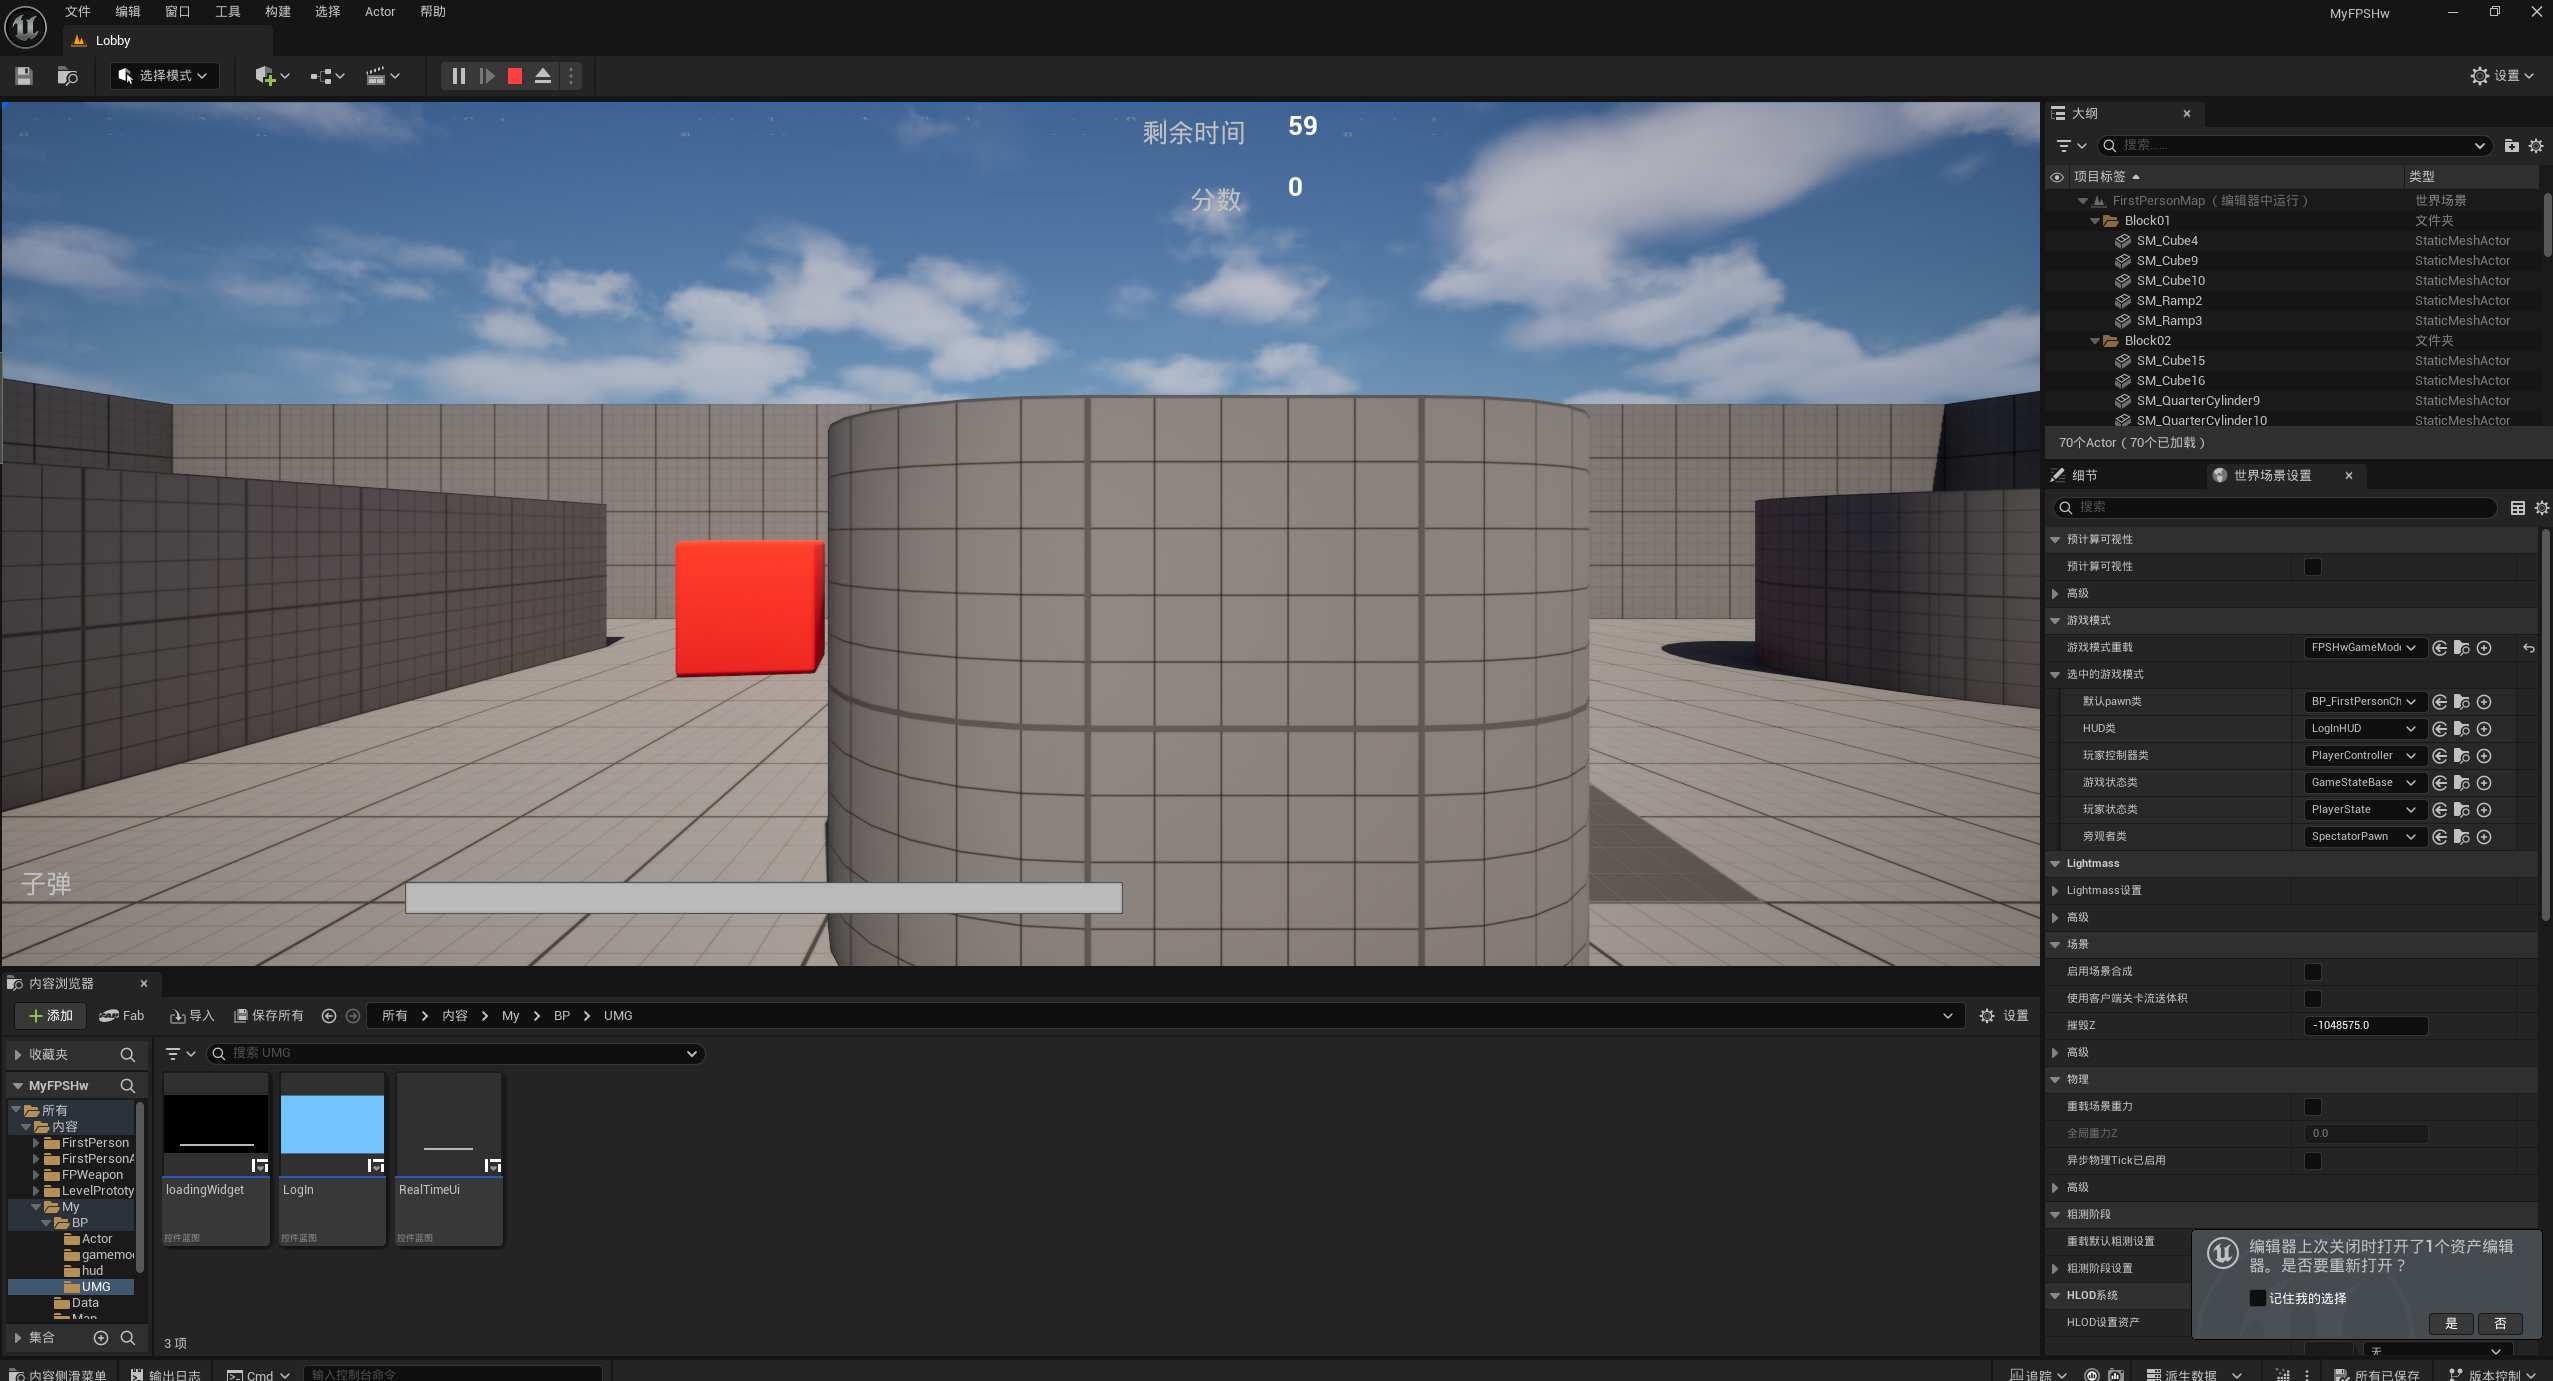 文件 编辑 窗口 工具 构建 选择 Actor 帮助
MyFPSHw
Lobby
选择模式
设置
剩余时间 59
分数 0
子弹
大纲
搜索......
项目标签 类型
FirstPersonMap（编辑器中运行） 世界场景
Block01 文件夹
SM_Cube4 StaticMeshActor
SM_Cube9 StaticMeshActor
SM_Cube10 StaticMeshActor
SM_Ramp2 StaticMeshActor
SM_Ramp3 StaticMeshActor
Block02 文件夹
SM_Cube15 StaticMeshActor
SM_Cube16 StaticMeshActor
SM_QuarterCylinder9 StaticMeshActor
SM_QuarterCylinder10 StaticMeshActor
70个Actor（70个已加载）
细节 世界场景设置
搜索
预计算可视性
预计算可视性
高级
游戏模式
游戏模式重载 FPSHwGameMode
选中的游戏模式
默认pawn类 BP_FirstPersonCh
HUD类 LogInHUD
玩家控制器类 PlayerController
游戏状态类 GameStateBase
玩家状态类 PlayerState
旁观者类 SpectatorPawn
Lightmass
Lightmass设置
高级
场景
启用场景合成
使用客户端关卡流送体积
摧毁Z -1048575.0
高级
物理
重载场景重力
全局重力Z 0.0
异步物理Tick已启用
高级
粗测阶段
重载默认粗测设置
粗测阶段设置
HLOD系统
HLOD设置资产
无
编辑器上次关闭时打开了1个资产编辑
器。是否要重新打开？
记住我的选择
是 否
内容浏览器
添加 Fab 导入 保存所有 所有 内容 My BP UMG 设置
收藏夹
搜索 UMG
MyFPSHw
所有
内容
FirstPerson
FirstPersonA
FPWeapon
LevelPrototy
My
BP
Actor
gamemo
hud
UMG
Data
Map
集合
loadingWidget LogIn RealTimeUi
控件蓝图 控件蓝图 控件蓝图
3 项
内容侧滑菜单 输出日志 Cmd 输入控制台命令
追踪 派生数据 所有已保存 版本控制